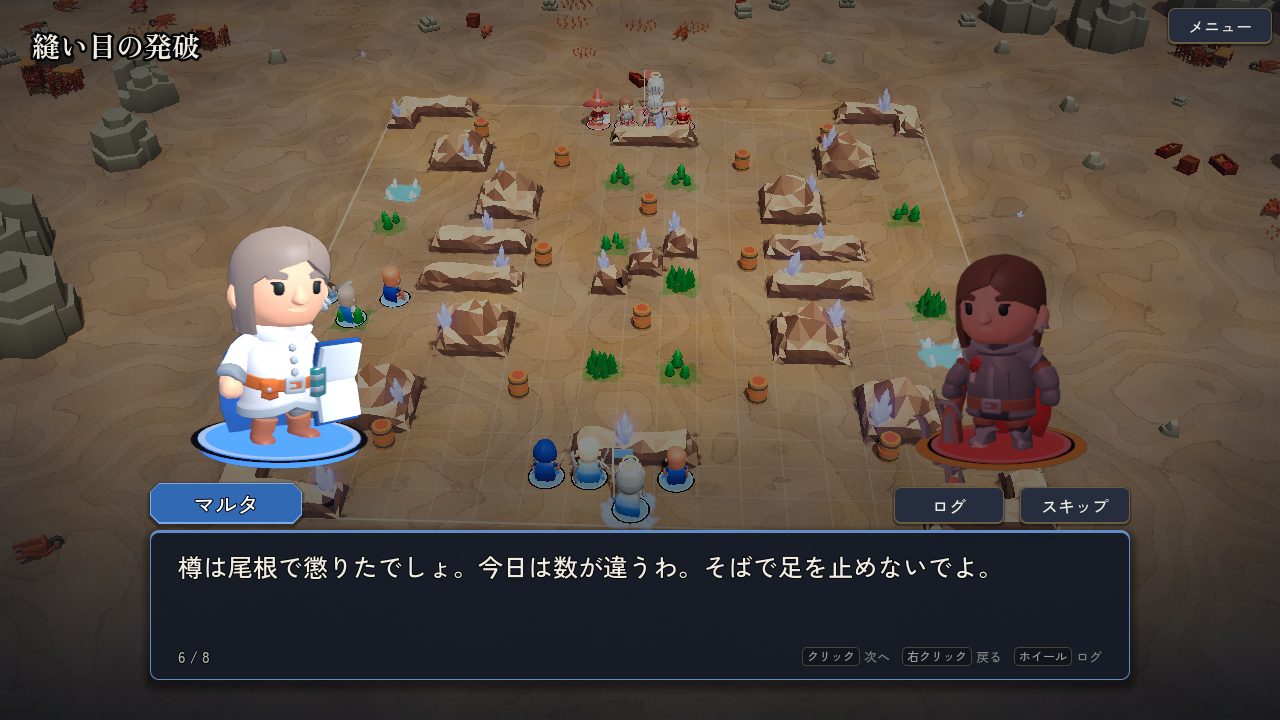 縫い目の発破
メニュー
マルタ
ログ
スキップ
樽は尾根で懲りたでしょ。今日は数が違うわ。そばで足を止めないでよ。
6 / 8
クリック 次へ 右クリック 戻る ホイール ログ